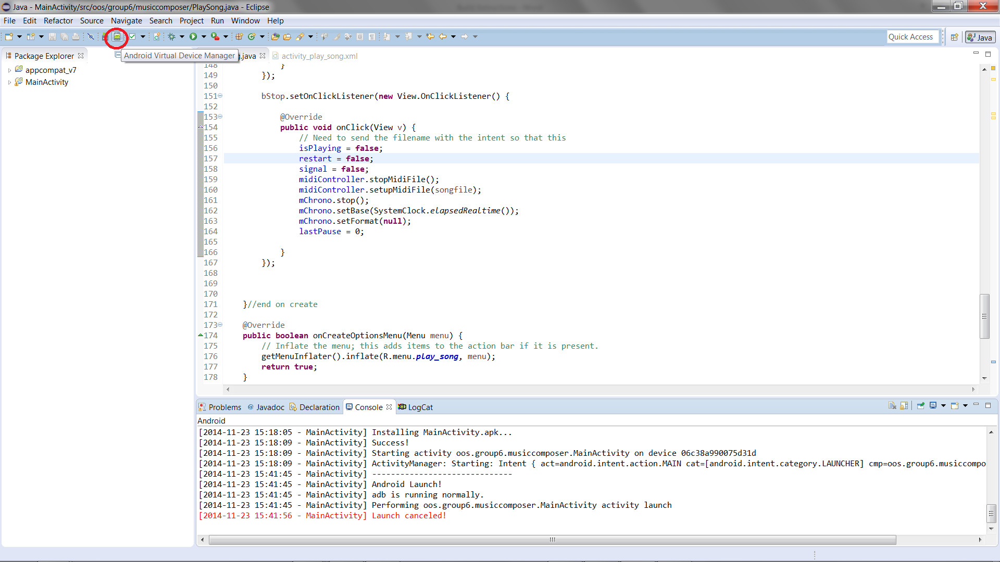 Java - MainActivity/src/oos/group6/musiccomposer/PlaySong.java - Eclipse
File Edit Refactor Source Navigate Search Project Run Window Help
Quick Access
Java
Package Explorer
Android Virtual Device Manager
g.java
activity_play_song.xml
appcompat_v7
MainActivity
148 }
149 });
150
151 bStop.setOnClickListener(new View.OnClickListener() {
152
153 @Override
154 public void onClick(View v) {
155 // Need to send the filename with the intent so that this
156 isPlaying = false;
157 restart = false;
158 signal = false;
159 midiController.stopMidiFile();
160 midiController.setupMidiFile(songfile);
161 mChrono.stop();
162 mChrono.setBase(SystemClock.elapsedRealtime());
163 mChrono.setFormat(null);
164 lastPause = 0;
165
166 }
167 });
168
169
170
171 }//end on create
172
173 @Override
174 public boolean onCreateOptionsMenu(Menu menu) {
175 // Inflate the menu; this adds items to the action bar if it is present.
176 getMenuInflater().inflate(R.menu.play_song, menu);
177 return true;
178 }
Problems @ Javadoc Declaration Console LogCat
Android
[2014-11-23 15:18:05 - MainActivity] Installing MainActivity.apk...
[2014-11-23 15:18:09 - MainActivity] Success!
[2014-11-23 15:18:09 - MainActivity] Starting activity oos.group6.musiccomposer.MainActivity on device 06c38a990075d31d
[2014-11-23 15:18:09 - MainActivity] ActivityManager: Starting: Intent { act=android.intent.action.MAIN cat=[android.intent.category.LAUNCHER] cmp=oos.group6.musiccompo
[2014-11-23 15:41:45 - MainActivity] ------------------------------
[2014-11-23 15:41:45 - MainActivity] Android Launch!
[2014-11-23 15:41:45 - MainActivity] adb is running normally.
[2014-11-23 15:41:45 - MainActivity] Performing oos.group6.musiccomposer.MainActivity activity launch
[2014-11-23 15:41:56 - MainActivity] Launch canceled!